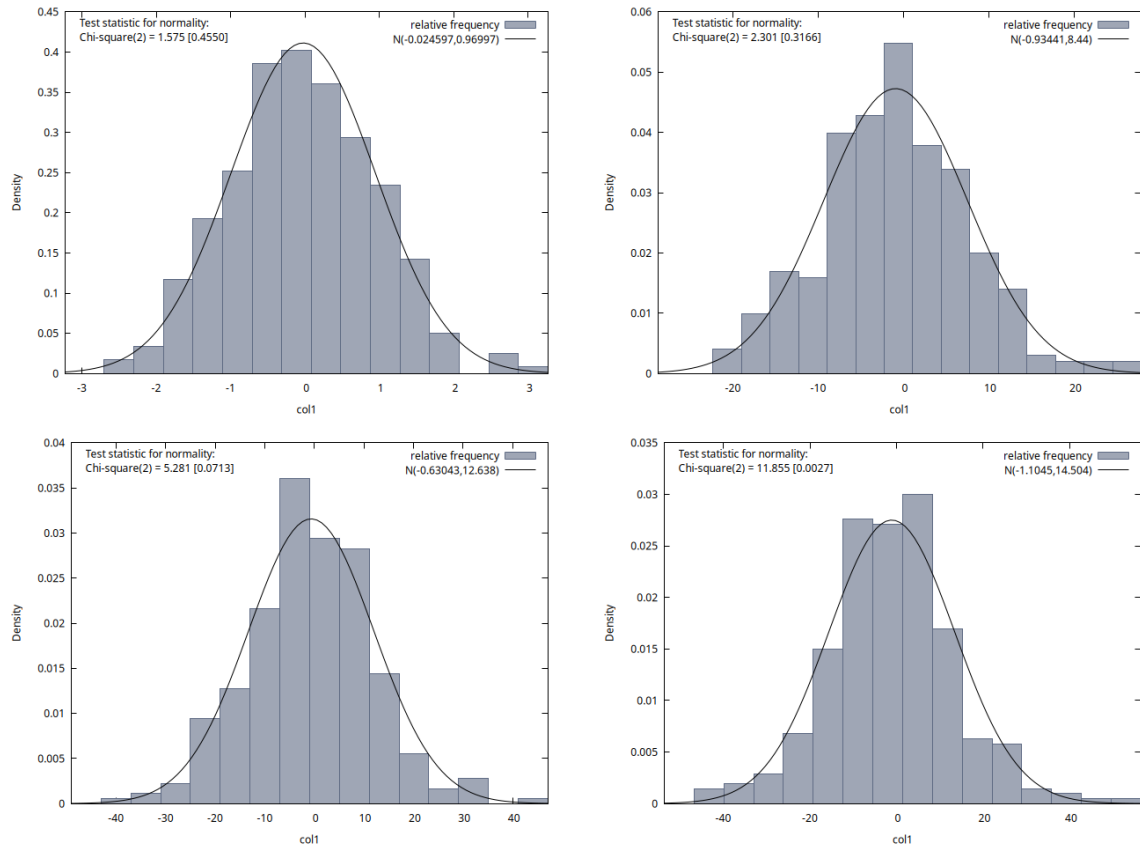 Test statistic for normality:
Chi-square(2) = 1.575 [0.4550]
relative frequency
N(-0.024597,0.96997)
0.45
0.4
0.35
0.3
0.25
0.2
0.15
0.1
0.05
0
Density
-3 -2 -1 0 1 2 3
col1
Test statistic for normality:
Chi-square(2) = 2.301 [0.3166]
relative frequency
N(-0.93441,8.44)
0.06
0.05
0.04
0.03
0.02
0.01
0
Density
-20 -10 0 10 20
col1
Test statistic for normality:
Chi-square(2) = 5.281 [0.0713]
relative frequency
N(-0.63043,12.638)
0.04
0.035
0.03
0.025
0.02
0.015
0.01
0.005
0
Density
-40 -30 -20 -10 0 10 20 30 40
col1
Test statistic for normality:
Chi-square(2) = 11.855 [0.0027]
relative frequency
N(-1.1045,14.504)
0.035
0.03
0.025
0.02
0.015
0.01
0.005
0
Density
-40 -20 0 20 40
col1